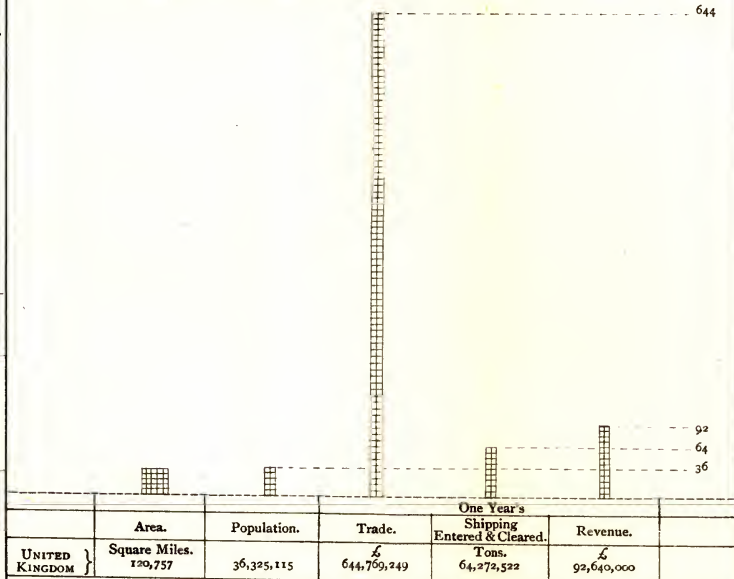 644
92
64
36
One Year's
Area.
Population.
Trade.
Shipping
Entered & Cleared.
Revenue.
UNITED
KINGDOM }
Square Miles.
120,757
36,325,115
£
644,769,249
Tons.
64,272,522
£
92,640,000